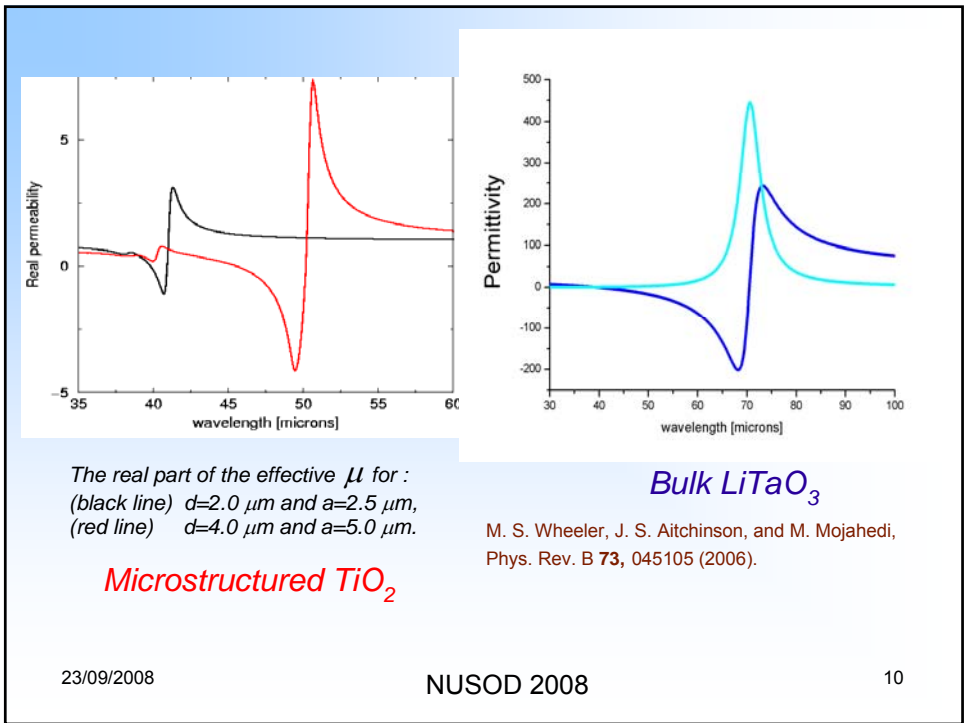 Real permeability
5
0
−5
35 40 45 50 55 60
wavelength [microns]
Permittivity
500
400
300
200
100
0
-100
-200
30 40 50 60 70 80 90 100
wavelength [microns]
The real part of the effective μ for :
(black line) d=2.0 μm and a=2.5 μm,
(red line) d=4.0 μm and a=5.0 μm.
Microstructured TiO2
Bulk LiTaO3
M. S. Wheeler, J. S. Aitchinson, and M. Mojahedi,
Phys. Rev. B 73, 045105 (2006).
23/09/2008
NUSOD 2008
10